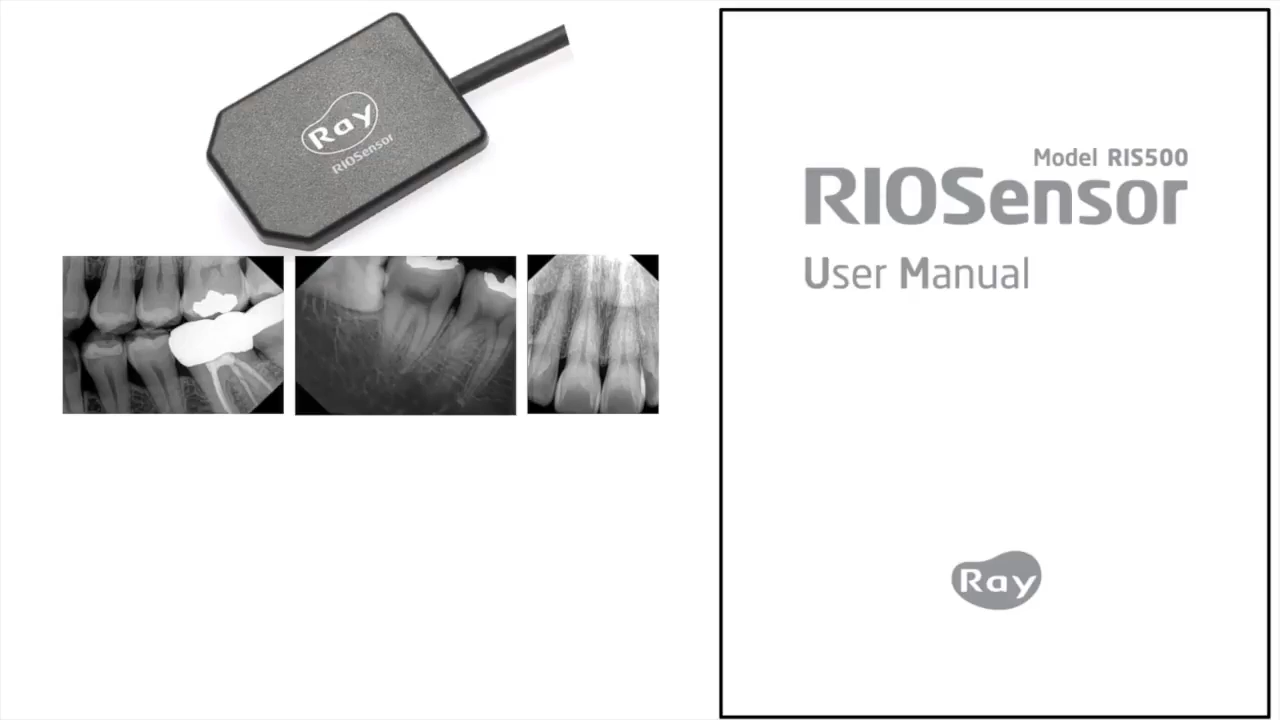 Ray
RIOSensor
Model RIS500
RIOSensor
User Manual
Ray